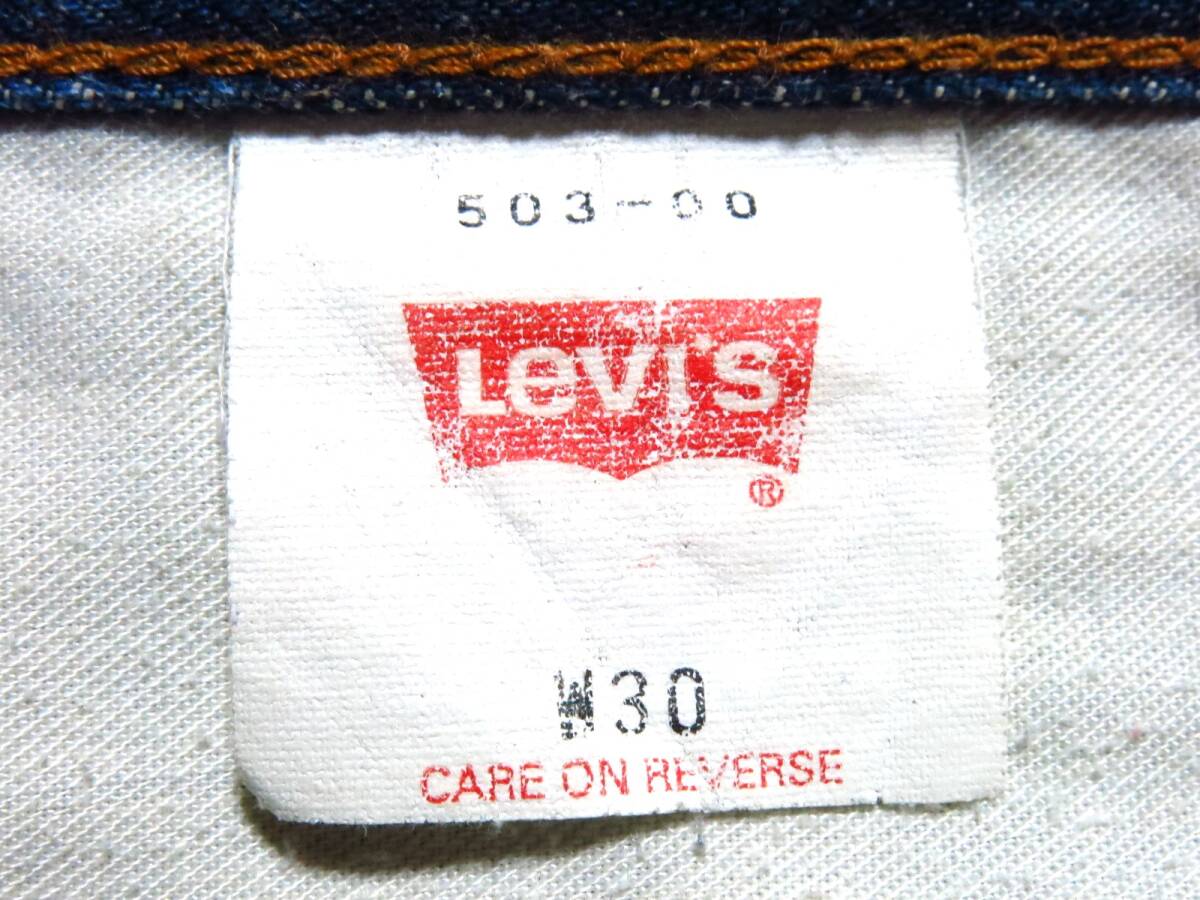 503-00
Levi's
®
W30
CARE ON REVERSE